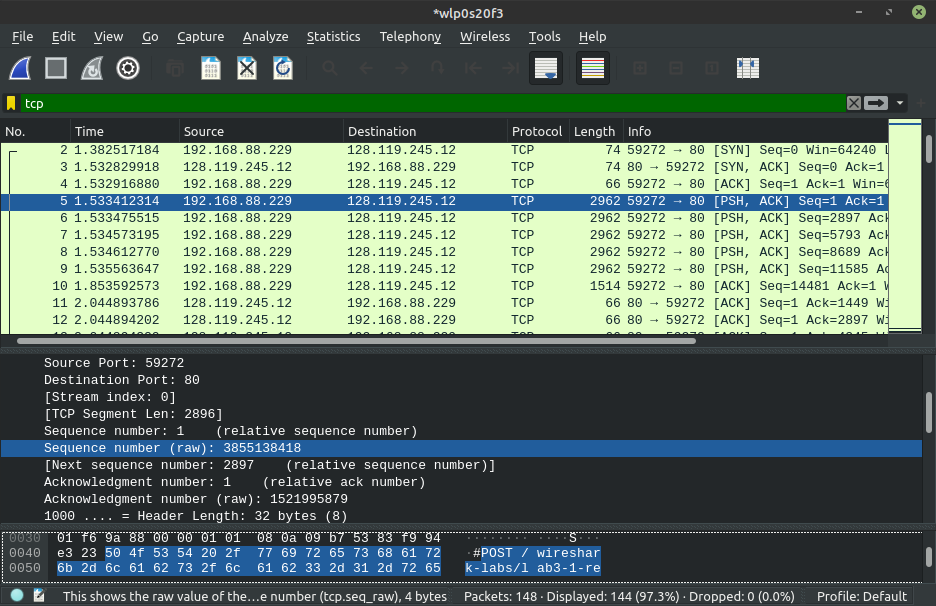 *wlp0s20f3
File Edit View Go Capture Analyze Statistics Telephony Wireless Tools Help
tcp
No. Time Source Destination Protocol Length Info
2 1.382517184 192.168.88.229 128.119.245.12 TCP 74 59272 → 80 [SYN] Seq=0 Win=64240
3 1.532829918 128.119.245.12 192.168.88.229 TCP 74 80 → 59272 [SYN, ACK] Seq=0 Ack=1
4 1.532916880 192.168.88.229 128.119.245.12 TCP 66 59272 → 80 [ACK] Seq=1 Ack=1
5 1.533412314 192.168.88.229 128.119.245.12 TCP 2962 59272 → 80 [PSH, ACK] Seq=1 Ack=1
6 1.533475515 192.168.88.229 128.119.245.12 TCP 2962 59272 → 80 [PSH, ACK] Seq=2897 Ack
7 1.534573195 192.168.88.229 128.119.245.12 TCP 2962 59272 → 80 [PSH, ACK] Seq=5793 Ack
8 1.534612770 192.168.88.229 128.119.245.12 TCP 2962 59272 → 80 [PSH, ACK] Seq=8689 Ack
9 1.535563647 192.168.88.229 128.119.245.12 TCP 2962 59272 → 80 [PSH, ACK] Seq=11585
10 1.853592573 192.168.88.229 128.119.245.12 TCP 1514 59272 → 80 [ACK] Seq=14481 Ack=1
11 2.044893786 128.119.245.12 192.168.88.229 TCP 66 80 → 59272 [ACK] Seq=1 Ack=1449
12 2.044894202 128.119.245.12 192.168.88.229 TCP 66 80 → 59272 [ACK] Seq=1 Ack=2897
Source Port: 59272
Destination Port: 80
[Stream index: 0]
[TCP Segment Len: 2896]
Sequence number: 1 (relative sequence number)
Sequence number (raw): 3855138418
[Next sequence number: 2897 (relative sequence number)]
Acknowledgment number: 1 (relative ack number)
Acknowledgment number (raw): 1521995879
1000 .... = Header Length: 32 bytes (8)
0030 01 f6 9a 88 00 00 01 01 08 0a 09 b7 53 83 f9 94 ········ ····S···
0040 e3 23 50 4f 53 54 20 2f 77 69 72 65 73 68 61 72 ·#POST / wireshar
0050 6b 2d 6c 61 62 73 2f 6c 61 62 33 2d 31 2d 72 65 k-labs/l ab3-1-re
This shows the raw value of the...e number (tcp.seq_raw), 4 bytes Packets: 148 · Displayed: 144 (97.3%) · Dropped: 0 (0.0%) Profile: Default